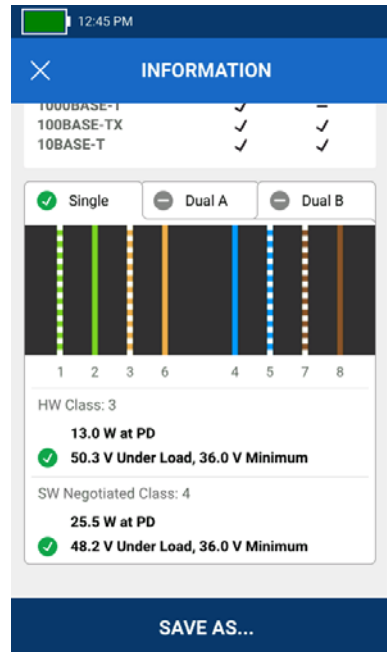 12:45 PM
INFORMATION
1000BASE-T ✓ –
100BASE-TX ✓ ✓
10BASE-T ✓ ✓
Single Dual A Dual B
1 2 3 6 4 5 7 8
HW Class: 3
13.0 W at PD
50.3 V Under Load, 36.0 V Minimum
SW Negotiated Class: 4
25.5 W at PD
48.2 V Under Load, 36.0 V Minimum
SAVE AS...